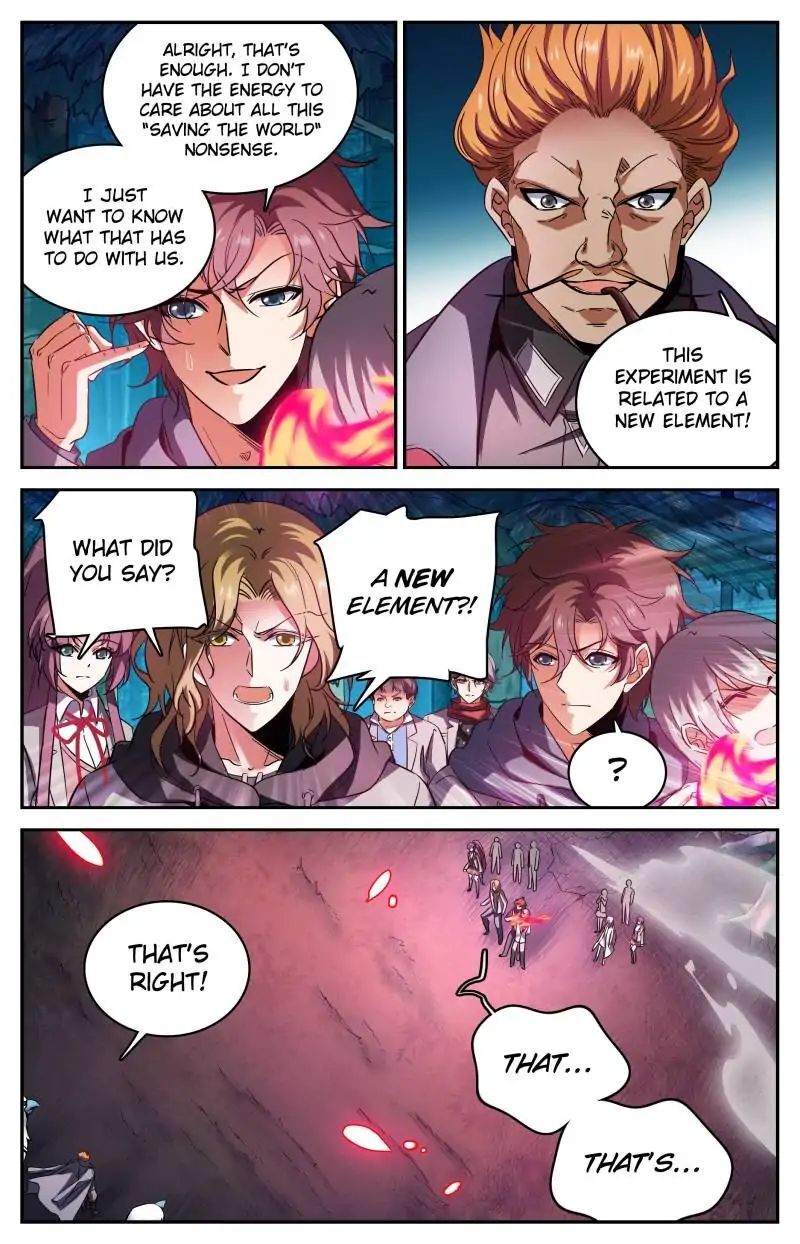 ALRIGHT, THAT'S
ENOUGH. I DON'T
HAVE THE ENERGY TO
CARE ABOUT ALL THIS
"SAVING THE WORLD"
NONSENSE.
I JUST
WANT TO KNOW
WHAT THAT HAS
TO DO WITH US.
THIS
EXPERIMENT IS
RELATED TO A
NEW ELEMENT!
WHAT DID
YOU SAY?
A NEW
ELEMENT?!
?
THAT'S
RIGHT!
THAT...
THAT'S...